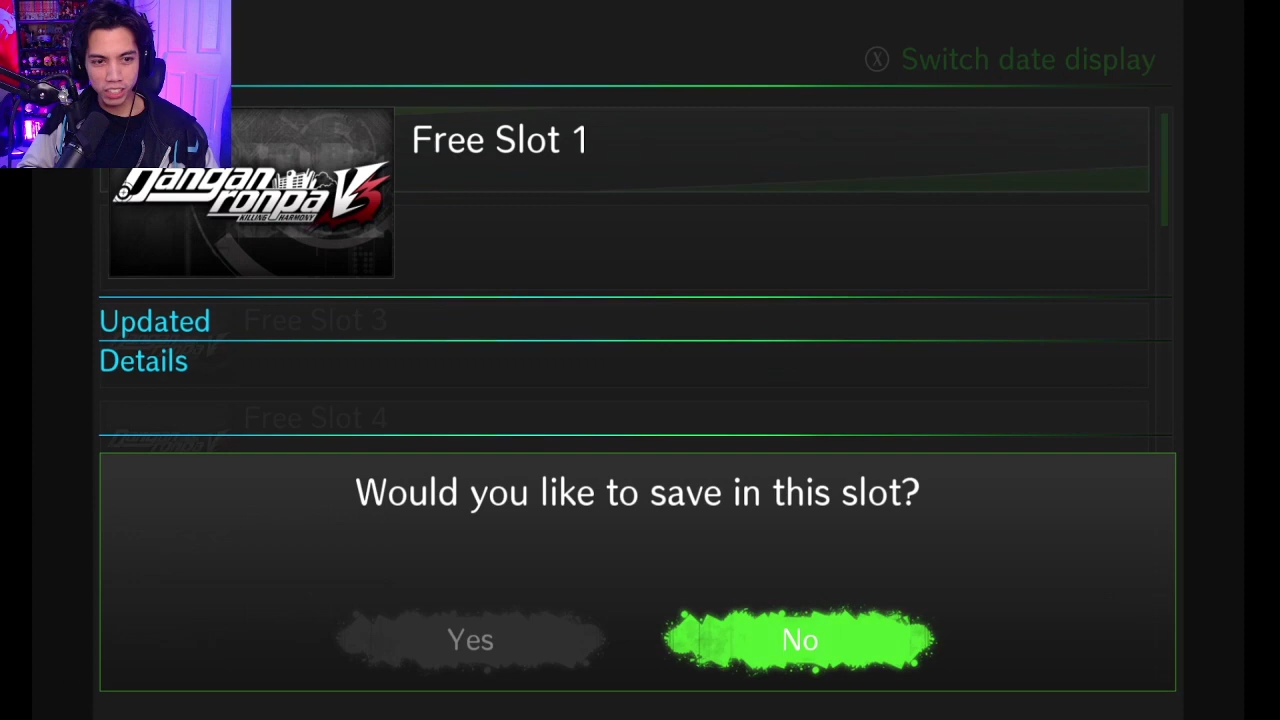 Ⓧ Switch date display
Free Slot 1
Danganronpa V3
KILLING HARMONY
Updated
Free Slot 3
Details
Free Slot 4
Would you like to save in this slot?
Yes
No